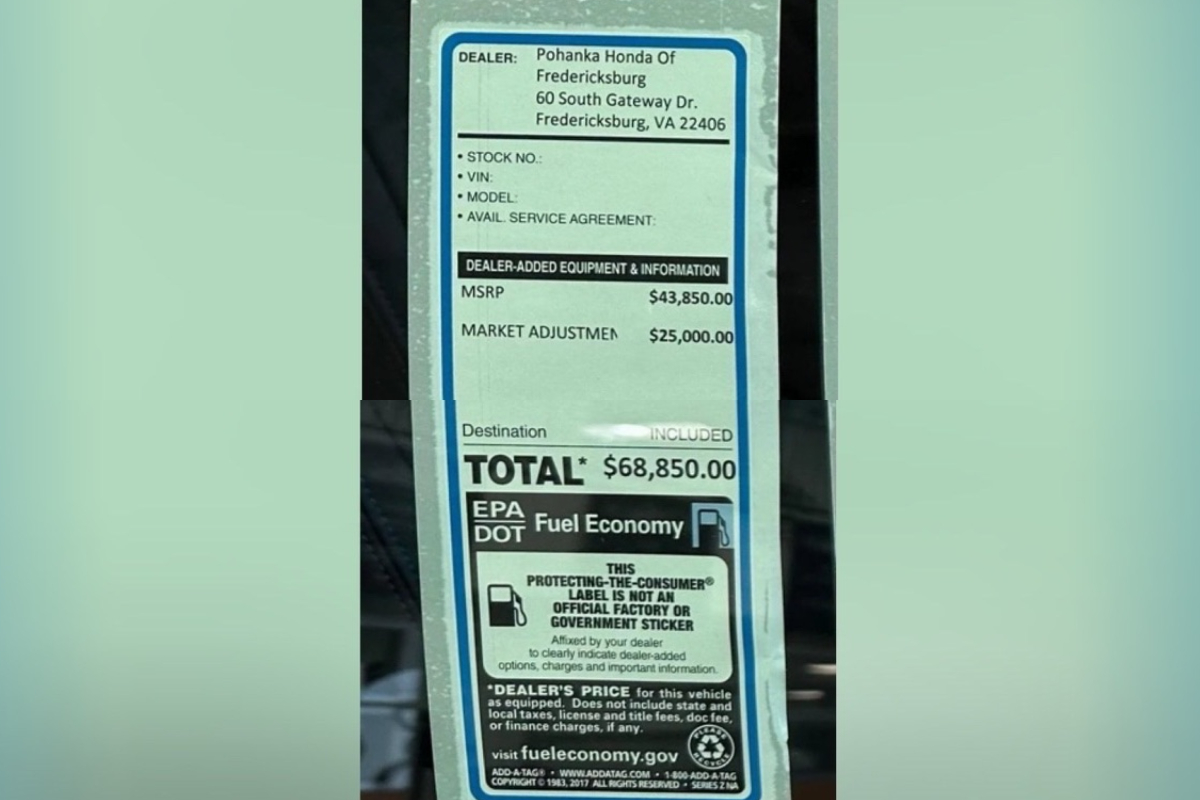 DEALER: Pohanka Honda Of
Fredericksburg
60 South Gateway Dr.
Fredericksburg, VA 22406
• STOCK NO.:
• VIN:
• MODEL:
• AVAIL. SERVICE AGREEMENT:
DEALER-ADDED EQUIPMENT & INFORMATION
MSRP $43,850.00
MARKET ADJUSTMEN $25,000.00
Destination INCLUDED
TOTAL* $68,850.00
EPA
DOT Fuel Economy
THIS
PROTECTING-THE-CONSUMER®
LABEL IS NOT AN
OFFICIAL FACTORY OR
GOVERNMENT STICKER
Affixed by your dealer
to clearly indicate dealer-added
options, charges and important information.
*DEALER'S PRICE for this vehicle
as equipped. Does not include state and
local taxes, license and title fees, doc fee,
or finance charges, if any.
visit fueleconomy.gov
PLEASE RECYCLE
ADD-A-TAG® • WWW.ADDATAG.COM • 1-800-ADD-A-TAG
COPYRIGHT © 1983, 2017 ALL RIGHTS RESERVED • SERIES Z NA